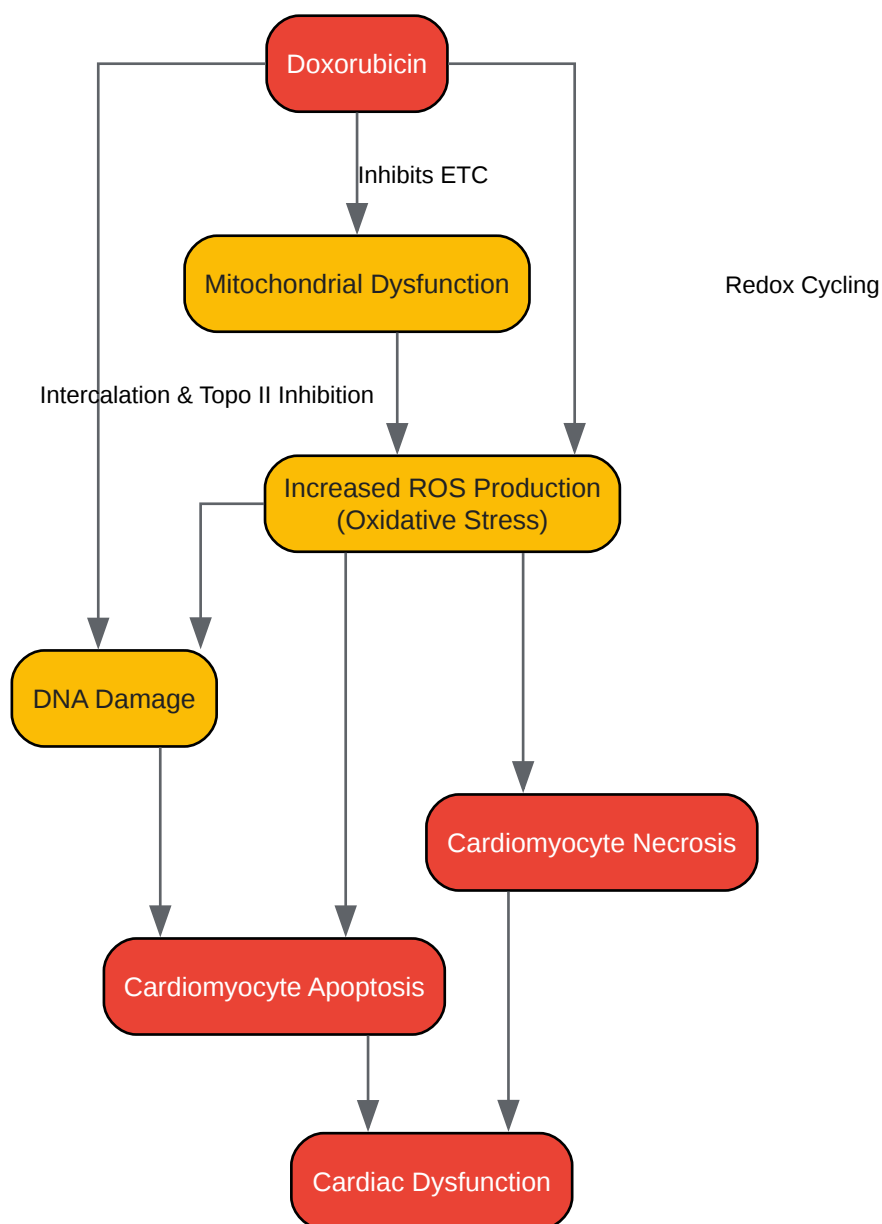 Doxorubicin
Inhibits ETC
Mitochondrial Dysfunction
Redox Cycling
Intercalation & Topo II Inhibition
Increased ROS Production
(Oxidative Stress)
DNA Damage
Cardiomyocyte Necrosis
Cardiomyocyte Apoptosis
Cardiac Dysfunction